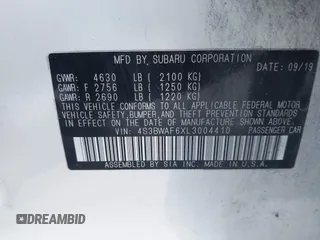 MFD.BY SUBARU CORPORATION
DATE: 09/19
GVWR: 4630 LB ( 2100 KG)
GAWR: F 2756 LB ( 1250 KG)
GAWR: R 2690 LB ( 1220 KG)
THIS VEHICLE CONFORMS TO ALL APPLICABLE FEDERAL MOTOR
VEHICLE SAFETY, BUMPER, AND THEFT PREVENTION STANDARDS
IN EFFECT ON THE DATE OF MANUFACTURE SHOWN ABOVE.
VIN: 4S3BWAF6XL3004410
PASSENGER CAR
ASSEMBLED BY SIA INC. MADE IN U.S.A.
DREAMBID